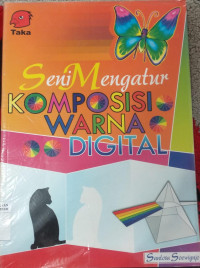 Taka
Seni Mengatur
KOMPOSISI
WARNA
DIGITAL